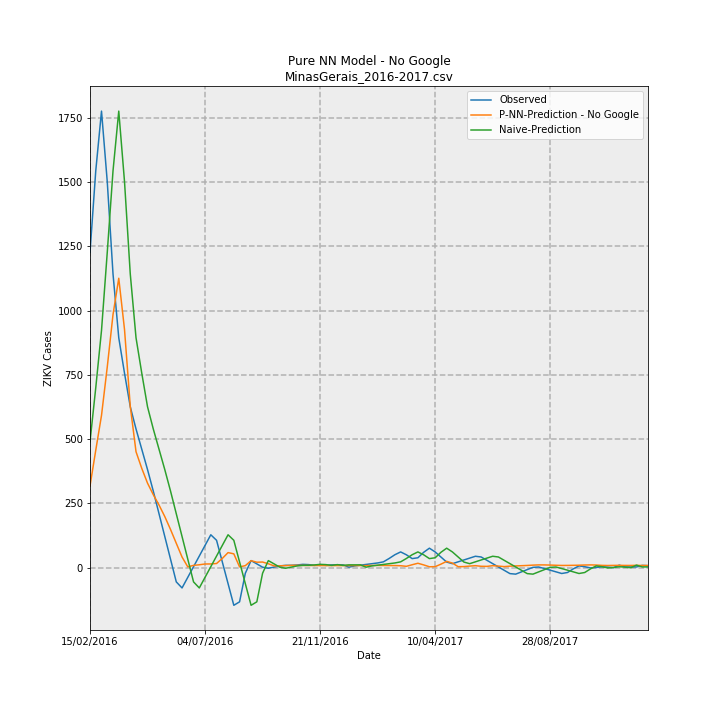 Pure NN Model - No Google
MinasGerais_2016-2017.csv
Observed
P-NN-Prediction - No Google
Naive-Prediction
ZIKV Cases
1750
1500
1250
1000
750
500
250
0
15/02/2016
04/07/2016
21/11/2016
10/04/2017
28/08/2017
Date